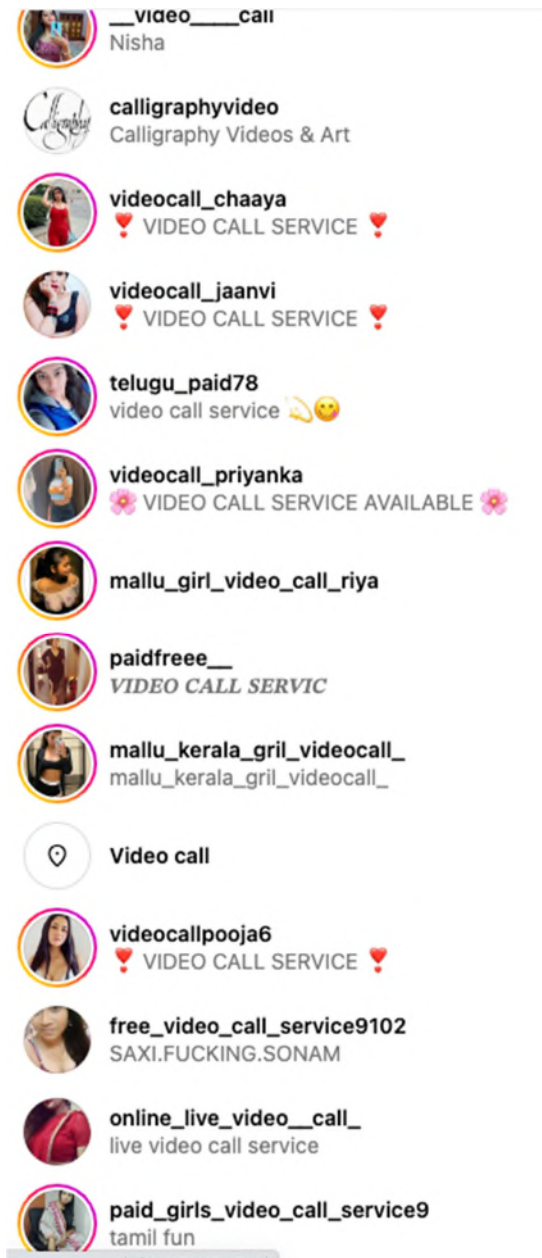 __video____call
Nisha
Calligraphy
calligraphyvideo
Calligraphy Videos & Art
videocall_chaaya
❣️ VIDEO CALL SERVICE ❣️
videocall_jaanvi
❣️ VIDEO CALL SERVICE ❣️
telugu_paid78
video call service 💫😋
videocall_priyanka
🌸 VIDEO CALL SERVICE AVAILABLE 🌸
mallu_girl_video_call_riya
paidfreee__
𝑽𝑰𝑫𝑬𝑶 𝑪𝑨𝑳𝑳 𝑺𝑬𝑹𝑽𝑰𝑪
mallu_kerala_gril_videocall_
mallu_kerala_gril_videocall_
Video call
videocallpooja6
❣️ VIDEO CALL SERVICE ❣️
free_video_call_service9102
SAXI.FUCKING.SONAM
online_live_video__call_
live video call service
paid_girls_video_call_service9
tamil fun